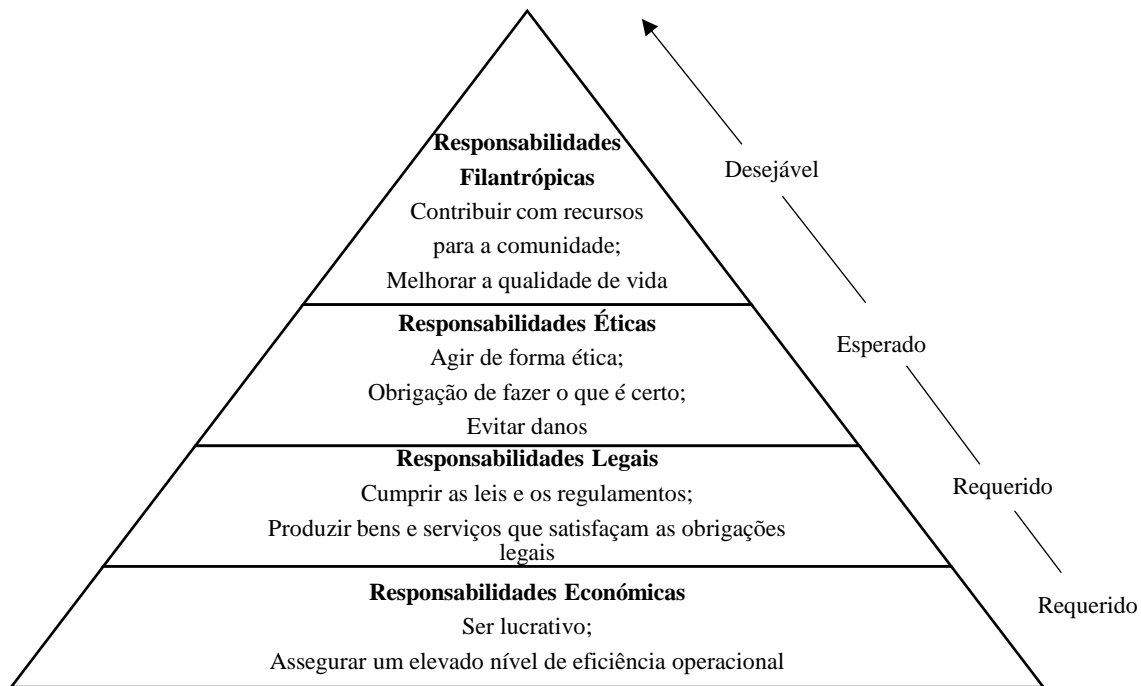 Responsabilidades
Filantrópicas
Contribuir com recursos
para a comunidade;
Melhorar a qualidade de vida
Desejável
Responsabilidades Éticas
Agir de forma ética;
Obrigação de fazer o que é certo;
Evitar danos
Esperado
Responsabilidades Legais
Cumprir as leis e os regulamentos;
Produzir bens e serviços que satisfaçam as obrigações
legais
Requerido
Responsabilidades Económicas
Ser lucrativo;
Assegurar um elevado nível de eficiência operacional
Requerido